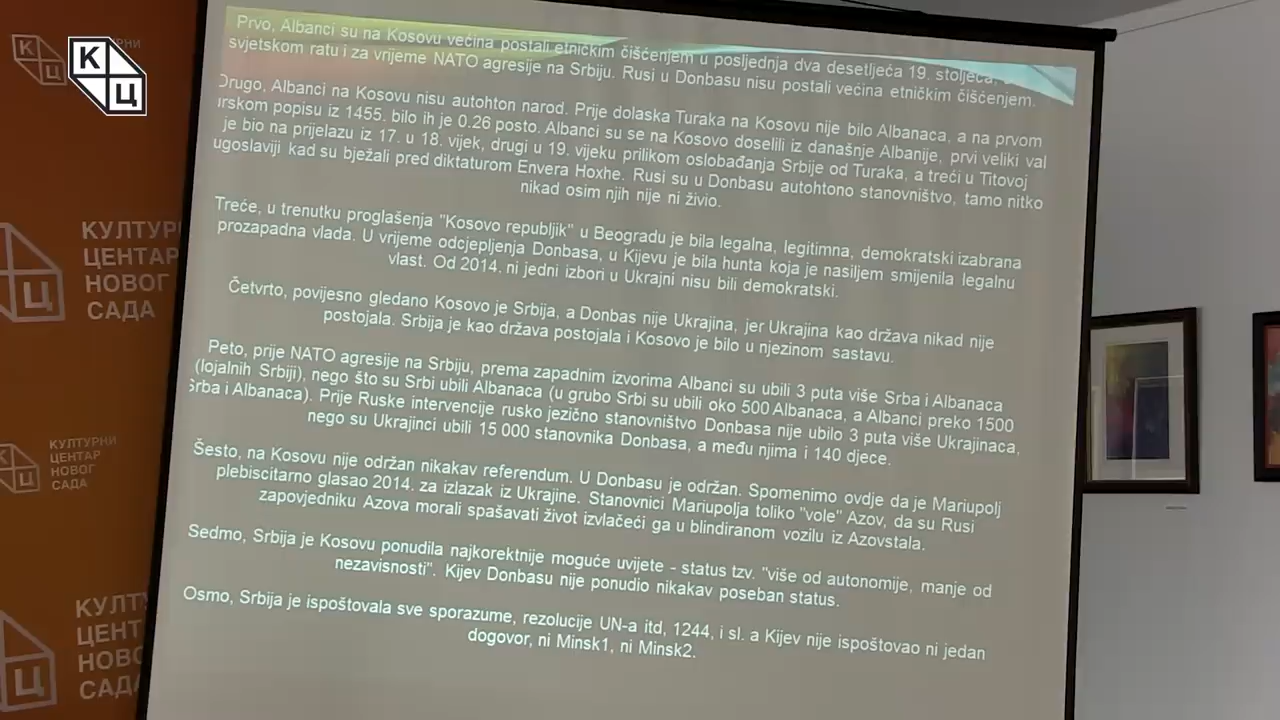 К
Ц
КУЛТУР
ЦЕНТАР
НОВОГ
САДА
Ц
КУЛТУРНИ
ЦЕНТАР
НОВОГ
САДА
КУЛТУ
ЦЕНТ
НОВО
САДА
Ц
Prvo, Albanci su na Kosovu većina postali etničkim čišćenjem u posljednja dva desetljeća 19. stoljeća,
svjetskom ratu i za vrijeme NATO agresije na Srbiju. Rusi u Donbasu nisu postali većina etničkim čišćenjem.
Drugo, Albanci na Kosovu nisu autohton narod. Prije dolaska Turaka na Kosovu nije bilo Albanaca, a na prvom
urskom popisu iz 1455. bilo ih je 0.26 posto. Albanci su se na Kosovo doselili iz današnje Albanije, prvi veliki val
je bio na prijelazu iz 17. u 18. vijek, drugi u 19. vijeku prilikom oslobađanja Srbije od Turaka, a treći u Titovoj
ugoslaviji kad su bježali pred diktaturom Envera Hoxhe. Rusi su u Donbasu autohtono stanovništvo, tamo nitko
nikad osim njih nije ni živio.
Treće, u trenutku proglašenja "Kosovo republjik" u Beogradu je bila legalna, legitimna, demokratski izabrana
prozapadna vlada. U vrijeme odcjepljenja Donbasa, u Kijevu je bila hunta koja je nasiljem smijenila legalnu
vlast. Od 2014. ni jedni izbori u Ukrajni nisu bili demokratski.
Četvrto, povijesno gledano Kosovo je Srbija, a Donbas nije Ukrajina, jer Ukrajina kao država nikad nije
postojala. Srbija je kao država postojala i Kosovo je bilo u njezinom sastavu.
Peto, prije NATO agresije na Srbiju, prema zapadnim izvorima Albanci su ubili 3 puta više Srba i Albanaca
(lojalnih Srbiji), nego što su Srbi ubili Albanaca (u grubo Srbi su ubili oko 500 Albanaca, a Albanci preko 1500
Srba i Albanaca). Prije Ruske intervencije rusko jezično stanovništvo Donbasa nije ubilo 3 puta više Ukrajinaca,
nego su Ukrajinci ubili 15 000 stanovnika Donbasa, a među njima i 140 djece.
Šesto, na Kosovu nije održan nikakav referendum. U Donbasu je održan. Spomenimo ovdje da je Mariupolj
plebiscitarno glasao 2014. za izlazak iz Ukrajine. Stanovnici Mariupolja toliko "vole" Azov, da su Rusi
zapovjedniku Azova morali spašavati život izvlačeći ga u blindiranom vozilu iz Azovstala.
Sedmo, Srbija je Kosovu ponudila najkorektnije moguće uvijete - status tzv. "više od autonomije, manje od
nezavisnosti". Kijev Donbasu nije ponudio nikakav poseban status.
Osmo, Srbija je ispoštovala sve sporazume, rezolucije UN-a itd, 1244, i sl. a Kijev nije ispoštovao ni jedan
dogovor, ni Minsk1, ni Minsk2.